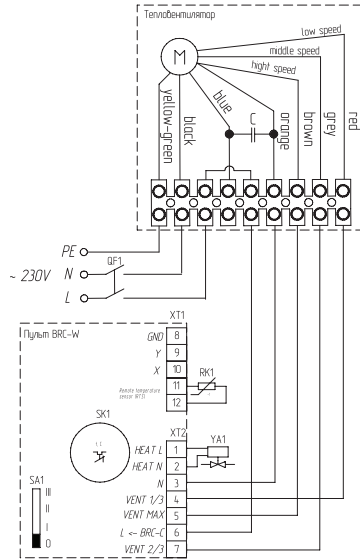 Тепловентилятор
low speed
middle speed
hight speed
M
yellow-green
black
blue
C
orange
brown
grey
red
PE
~ 230V
N
QF1
L
Пульт BRC-W
XT1
GND 8
Y 9
X 10
Remote temperature
sensor (NTC)
11
RK1
12
SK1
t °C
XT2
HEAT L 1
YA1
HEAT N 2
N 3
SA1
III
II
I
0
VENT 1/3 4
VENT MAX 5
L <- BRC-C 6
VENT 2/3 7